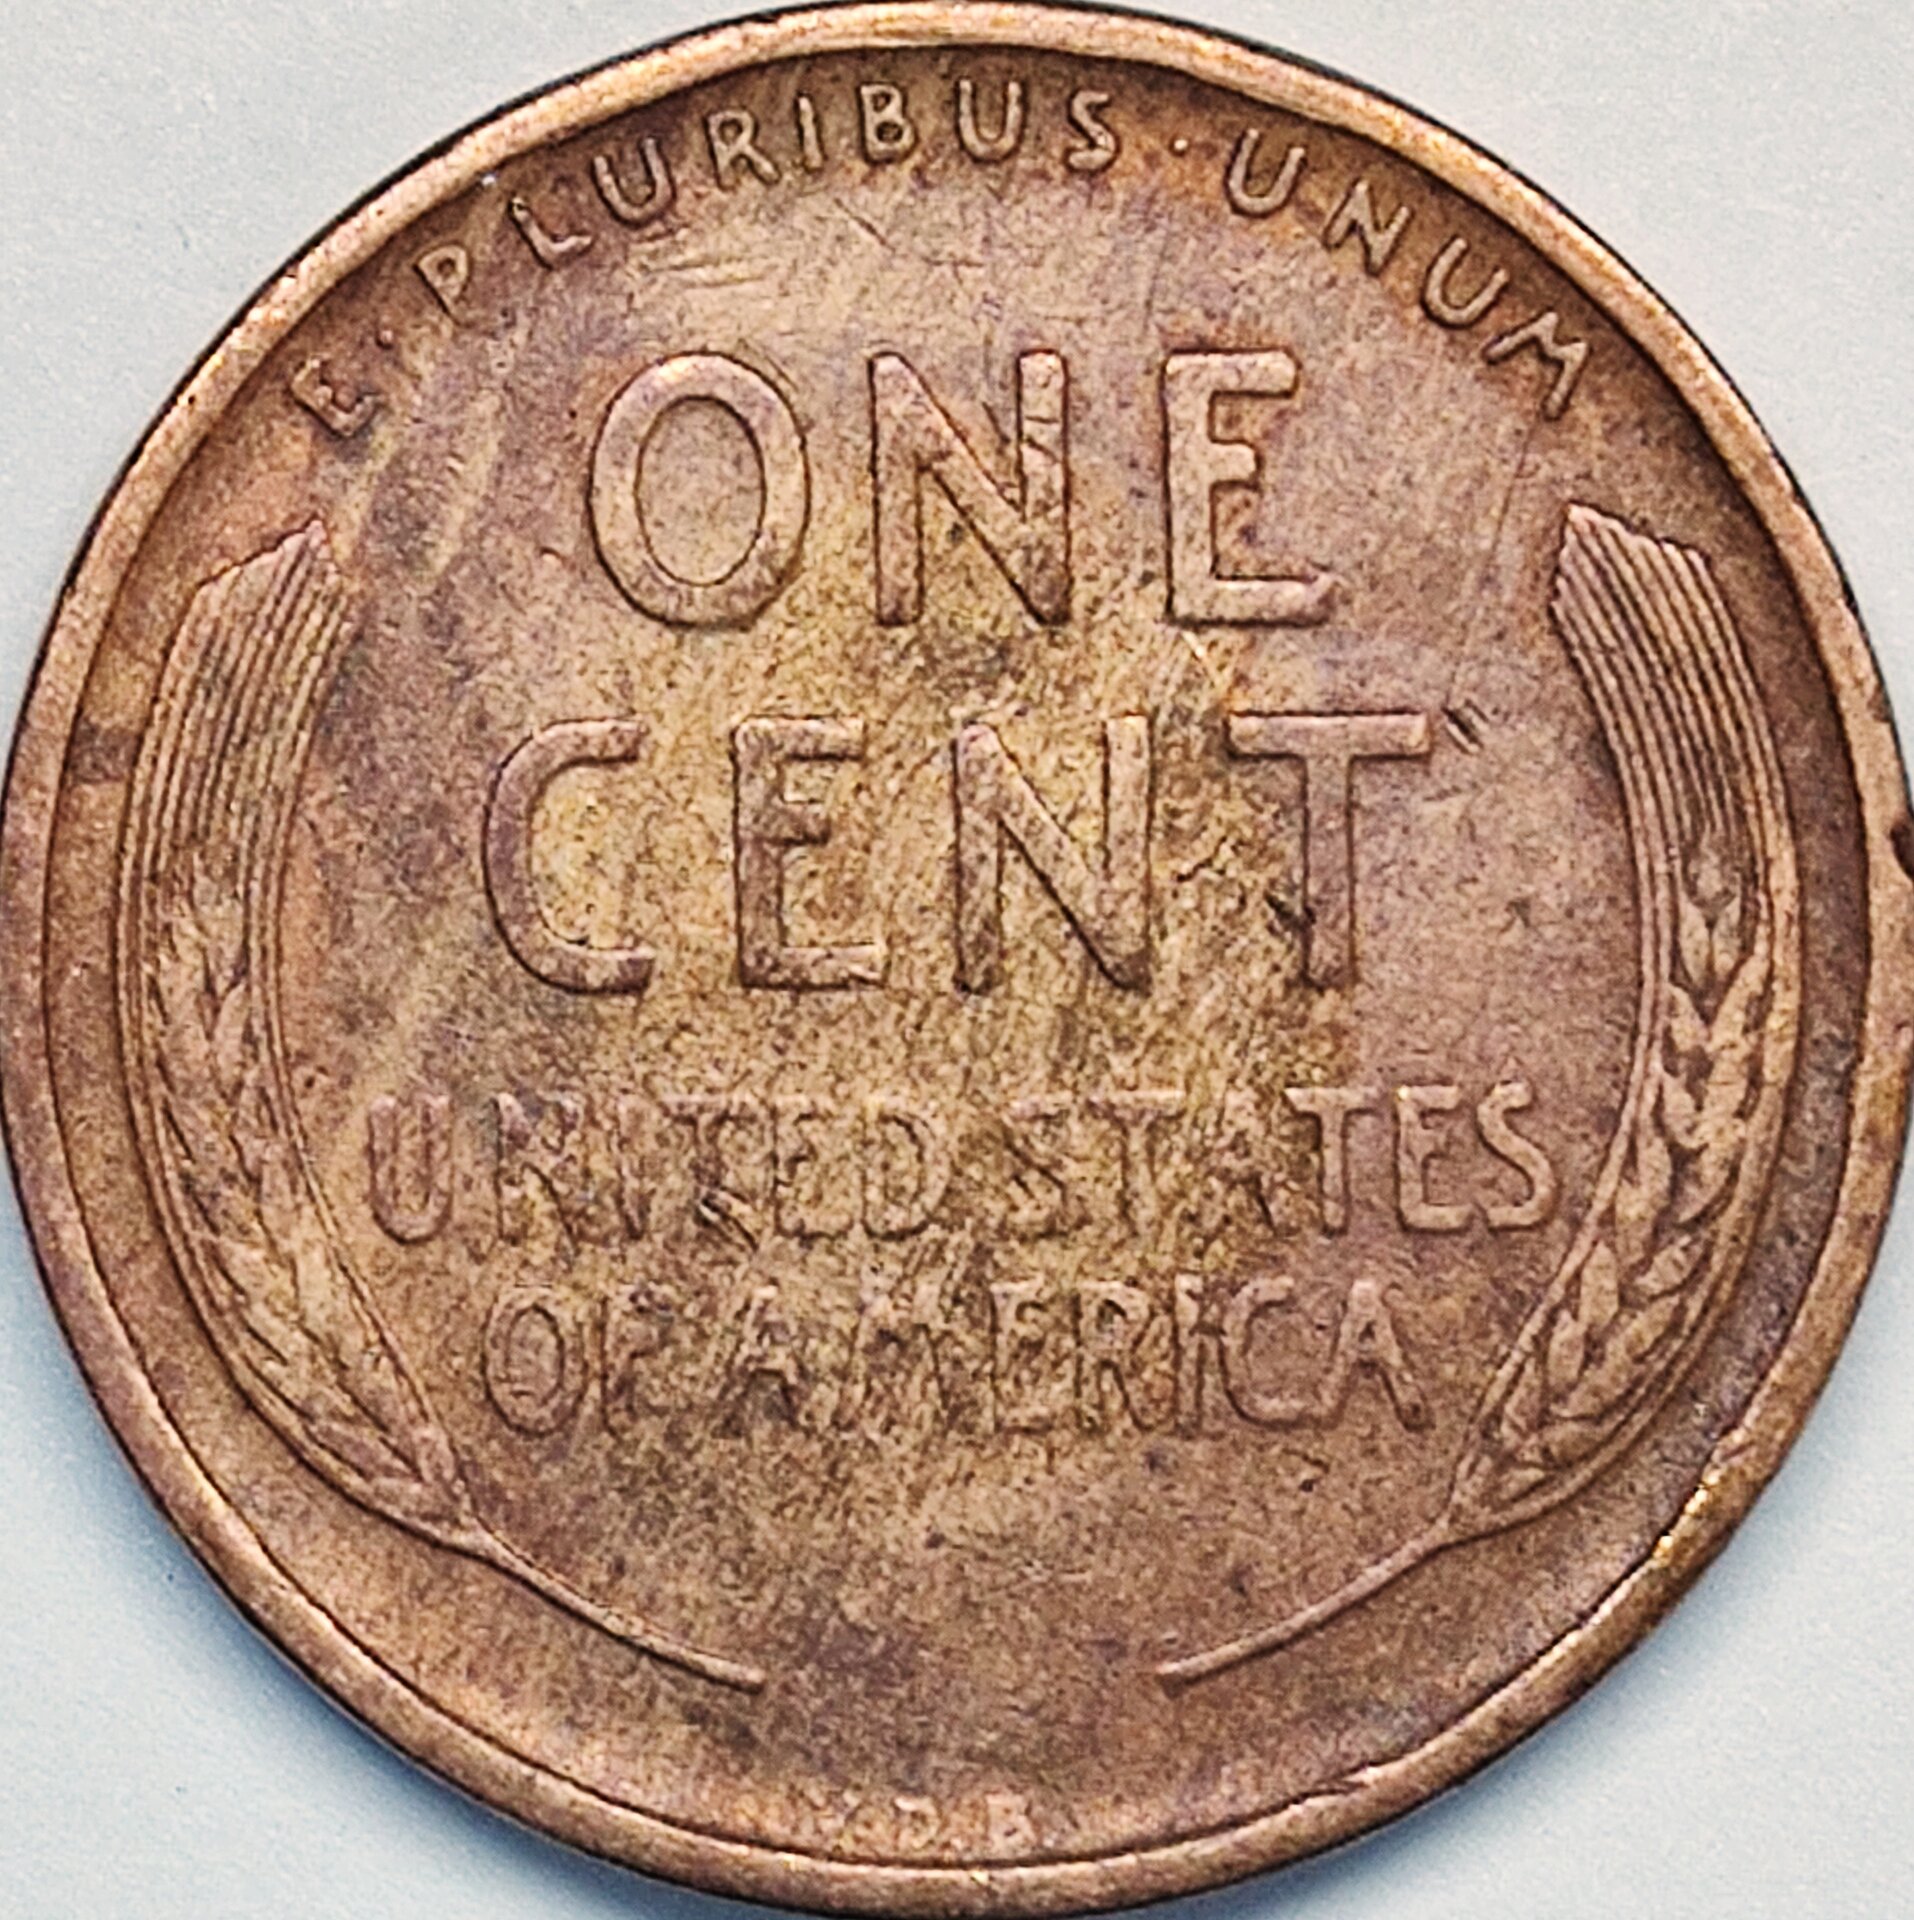 E · PLURIBUS · UNUM
ONE
CENT
UNITED STATES
OF AMERICA
V.D.B.